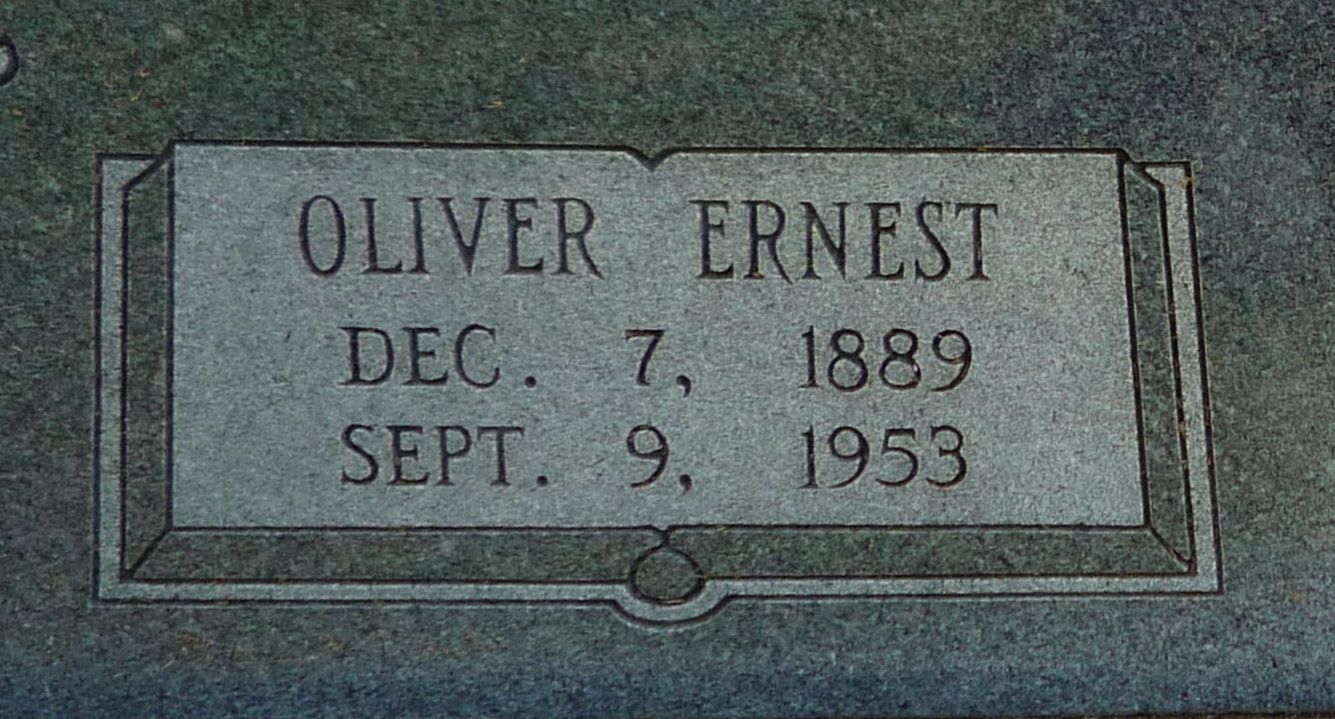 OLIVER ERNEST
DEC. 7, 1889
SEPT. 9, 1953